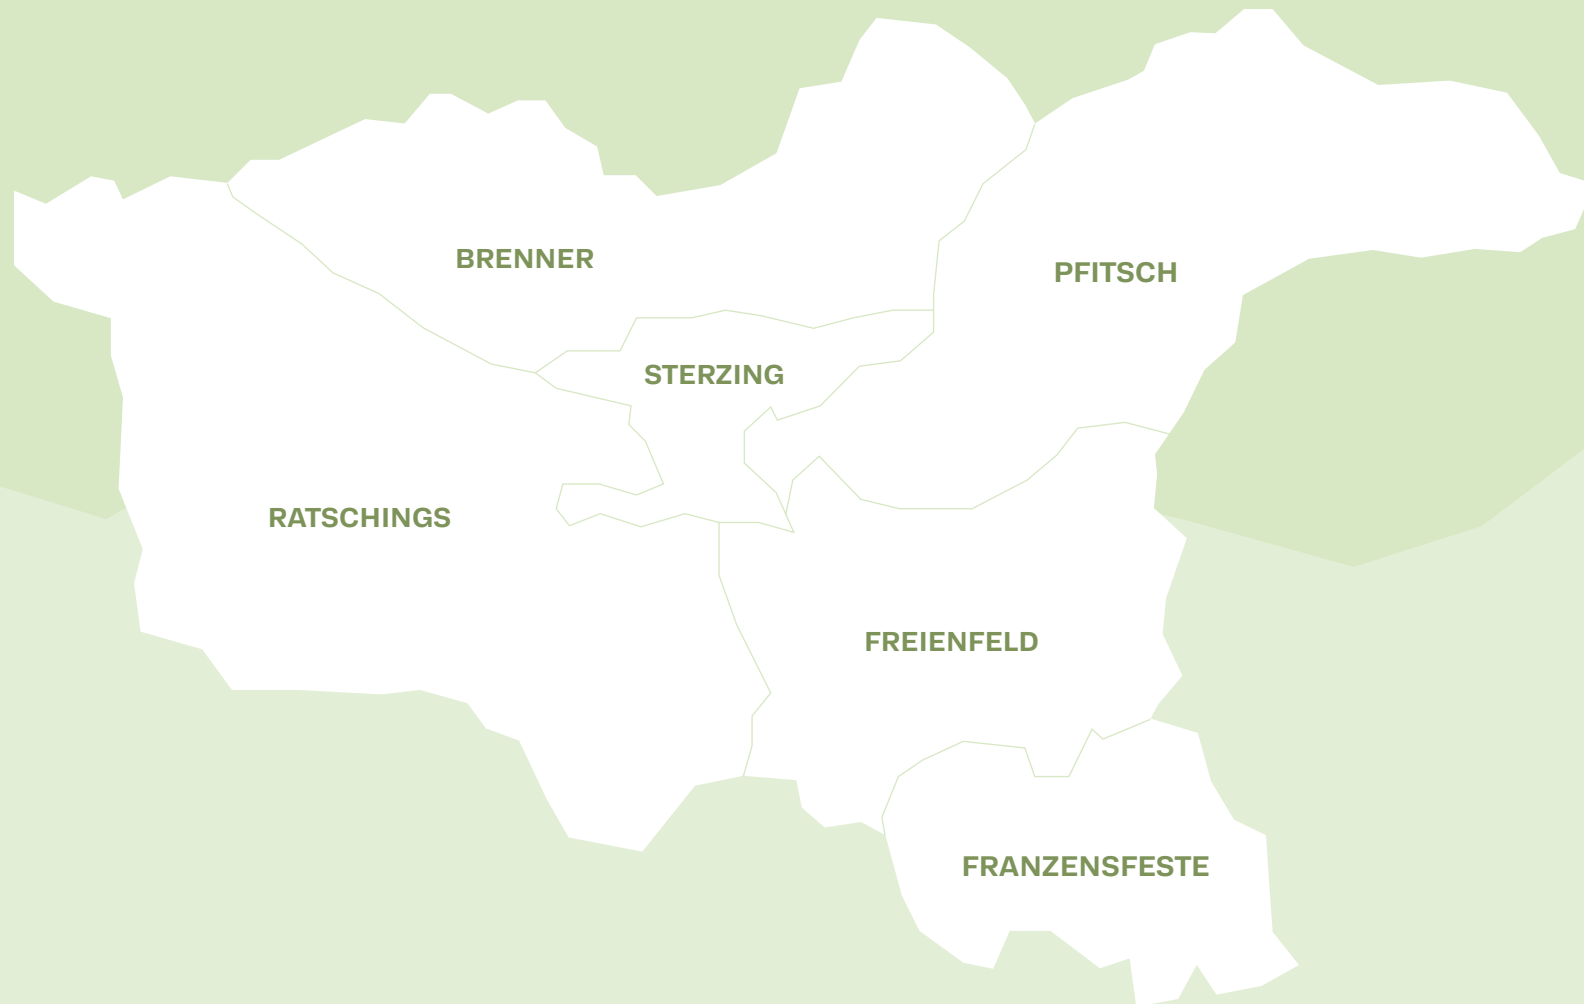 BRENNER
PFITSCH
STERZING
RATSCHINGS
FREIENFELD
FRANZENSFESTE